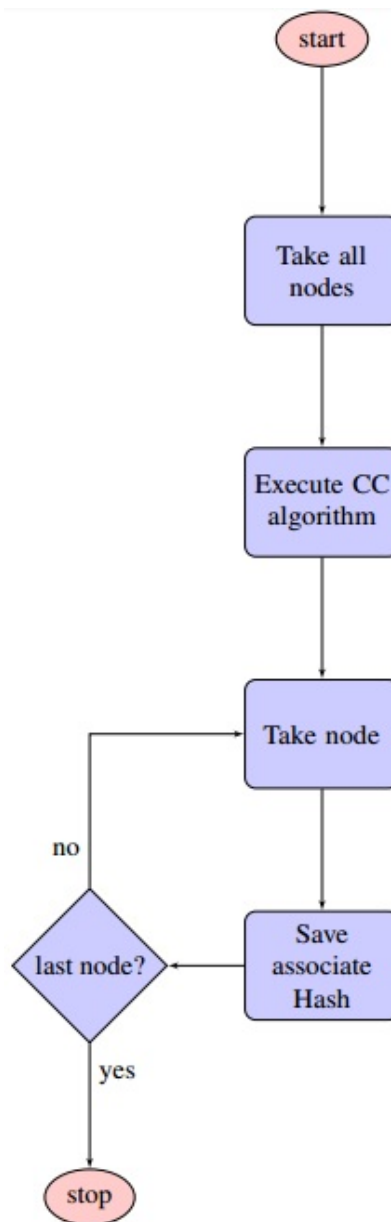 start
Take all
nodes
Execute CC
algorithm
Take node
no
Save
associate
Hash
last node?
yes
stop